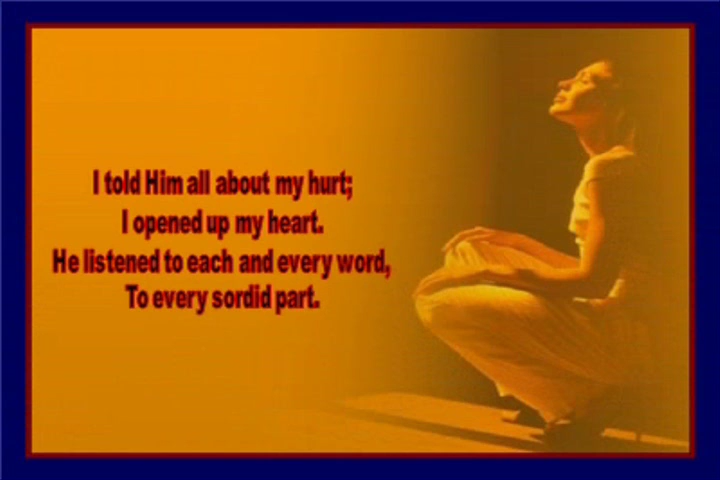 I told Him all about my hurt;
I opened up my heart.
He listened to each and every word,
To every sordid part.